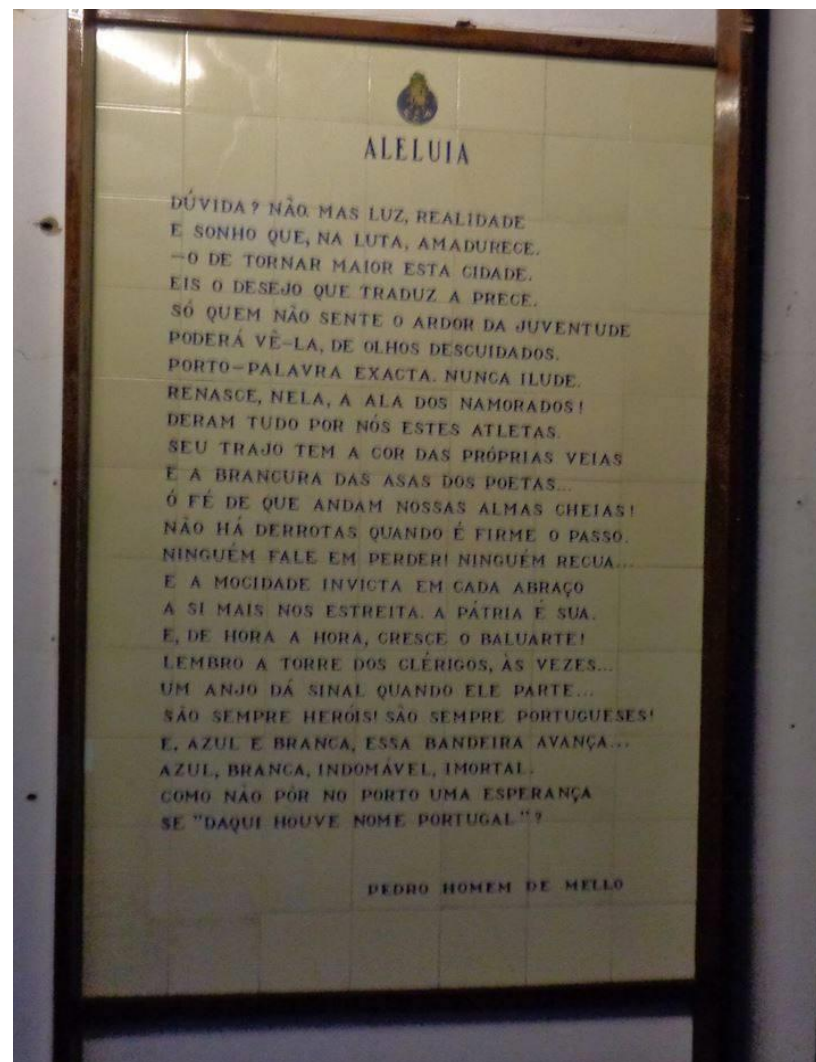 ALELUIA
DÚVIDA? NÃO. MAS LUZ, REALIDADE
E SONHO QUE, NA LUTA, AMADURECE.
—O DE TORNAR MAIOR ESTA CIDADE.
EIS O DESEJO QUE TRADUZ A PRECE.
SÓ QUEM NÃO SENTE O ARDOR DA JUVENTUDE
PODERÁ VÊ-LA, DE OLHOS DESCUIDADOS.
PORTO-PALAVRA EXACTA. NUNCA ILUDE.
RENASCE, NELA, A ALA DOS NAMORADOS!
DERAM TUDO POR NÓS ESTES ATLETAS.
SEU TRAJO TEM A COR DAS PRÓPRIAS VEIAS
E A BRANCURA DAS ASAS DOS POETAS...
Ó FÉ DE QUE ANDAM NOSSAS ALMAS CHEIAS!
NÃO HÁ DERROTAS QUANDO É FIRME O PASSO.
NINGUÉM FALE EM PERDER! NINGUÉM RECUA...
E A MOCIDADE INVICTA EM CADA ABRAÇO
A SI MAIS NOS ESTREITA. A PÁTRIA É SUA.
E, DE HORA A HORA, CRESCE O BALUARTE!
LEMBRO A TORRE DOS CLÉRIGOS, ÀS VEZES...
UM ANJO DÁ SINAL QUANDO ELE PARTE...
SÃO SEMPRE HERÓIS! SÃO SEMPRE PORTUGUESES!
E, AZUL E BRANCA, ESSA BANDEIRA AVANÇA...
AZUL, BRANCA, INDOMÁVEL, IMORTAL.
COMO NÃO PÔR NO PORTO UMA ESPERANÇA
SE "DAQUI HOUVE NOME PORTUGAL"?
PEDRO HOMEM DE MELLO